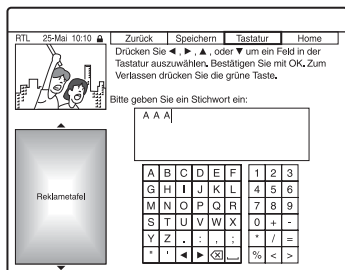 RTL 25-Mai 10:10 Zurück Speichern Tastatur Home
Drücken Sie ◄, ►, ▲, oder ▼ um ein Feld in der
Tastatur auszuwählen. Bestätigen Sie mit OK. Zum
Verlassen drücken Sie die grüne Taste.
Bitte geben Sie ein Stichwort ein:
A A A
Reklametafel
A B C D E F 1 2 3
G H I J K L 4 5 6
M N O P Q R 7 8 9
S T U V W X 0 + -
Y Z . : , ; * / =
" ' ◄ ► ⌫ ⎵ % < >